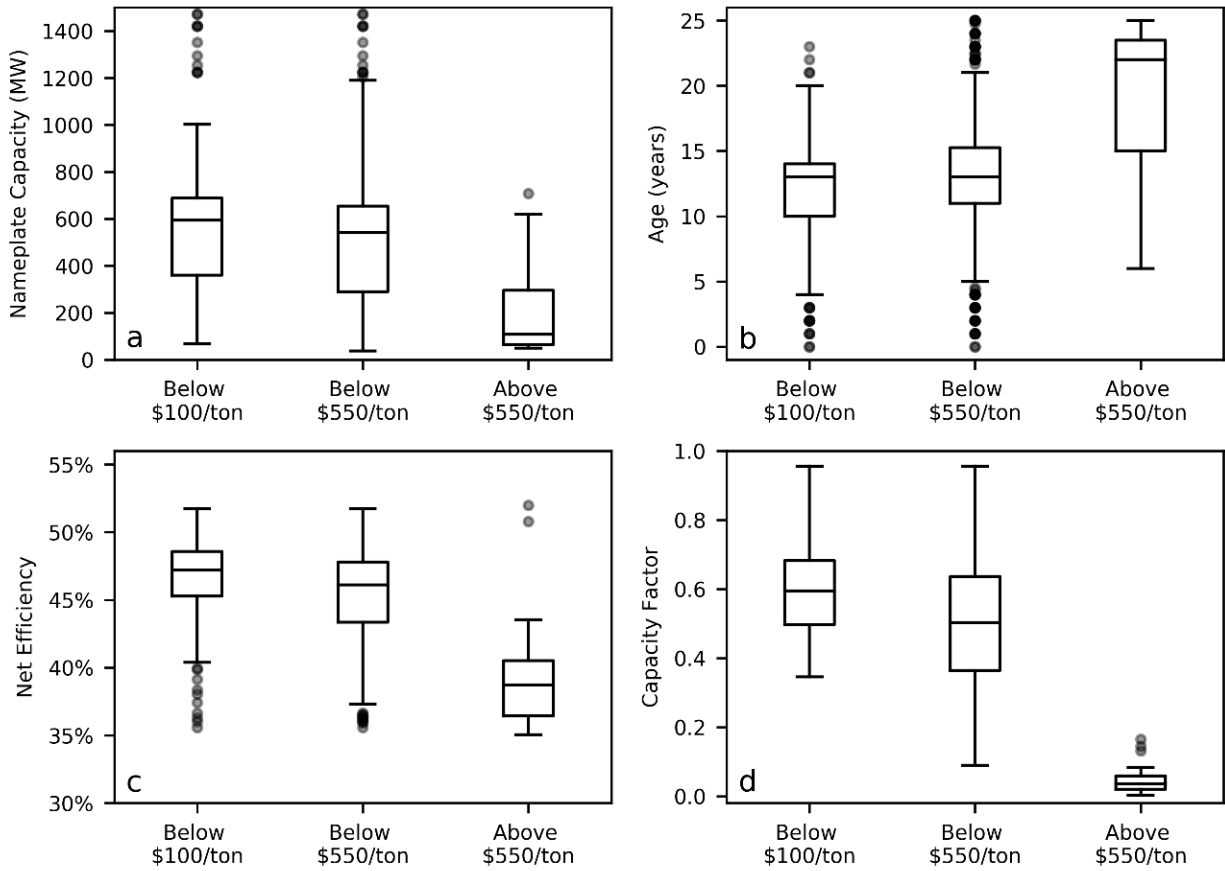 Nameplate Capacity (MW)
1400
1200
1000
800
600
400
200
0
a
Below
$100/ton
Below
$550/ton
Above
$550/ton
Age (years)
25
20
15
10
5
0
b
Below
$100/ton
Below
$550/ton
Above
$550/ton
Net Efficiency
55%
50%
45%
40%
35%
30%
c
Below
$100/ton
Below
$550/ton
Above
$550/ton
Capacity Factor
1.0
0.8
0.6
0.4
0.2
0.0
d
Below
$100/ton
Below
$550/ton
Above
$550/ton